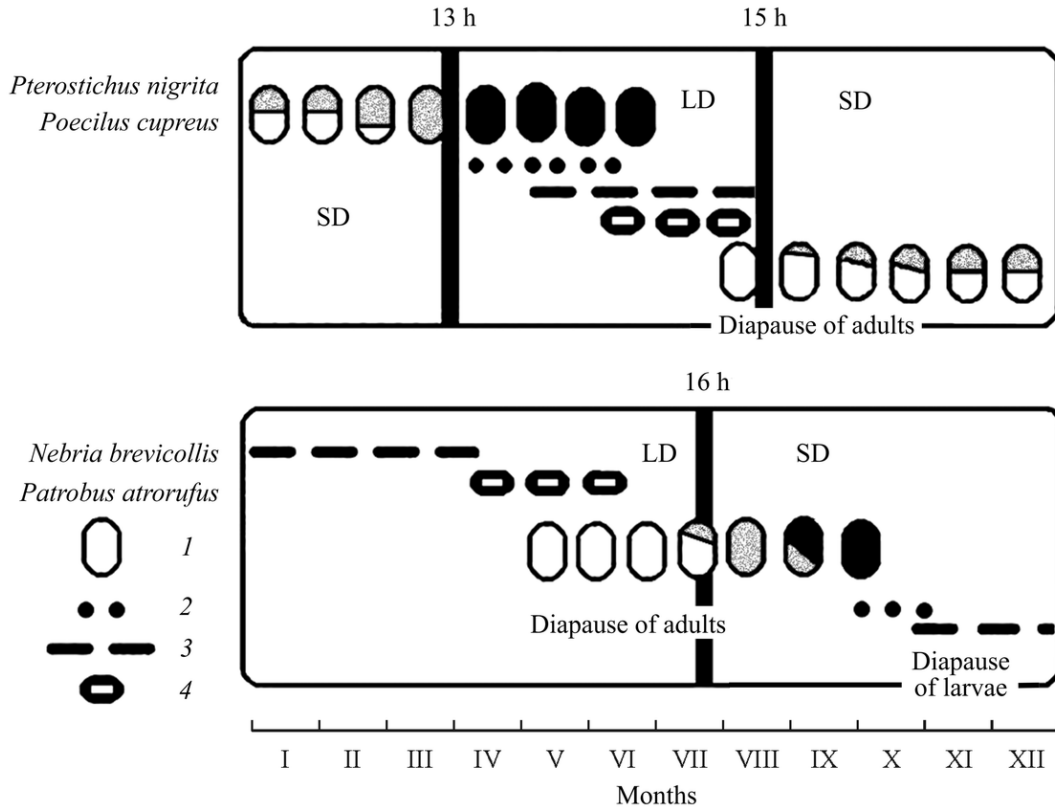 13 h 15 h
Pterostichus nigrita
Poecilus cupreus
LD SD
SD
Diapause of adults
16 h
Nebria brevicollis
Patrobus atrorufus
LD SD
1
2
Diapause of adults
3
4
Diapause
of larvae
I II III IV V VI VII VIII IX X XI XII
Months